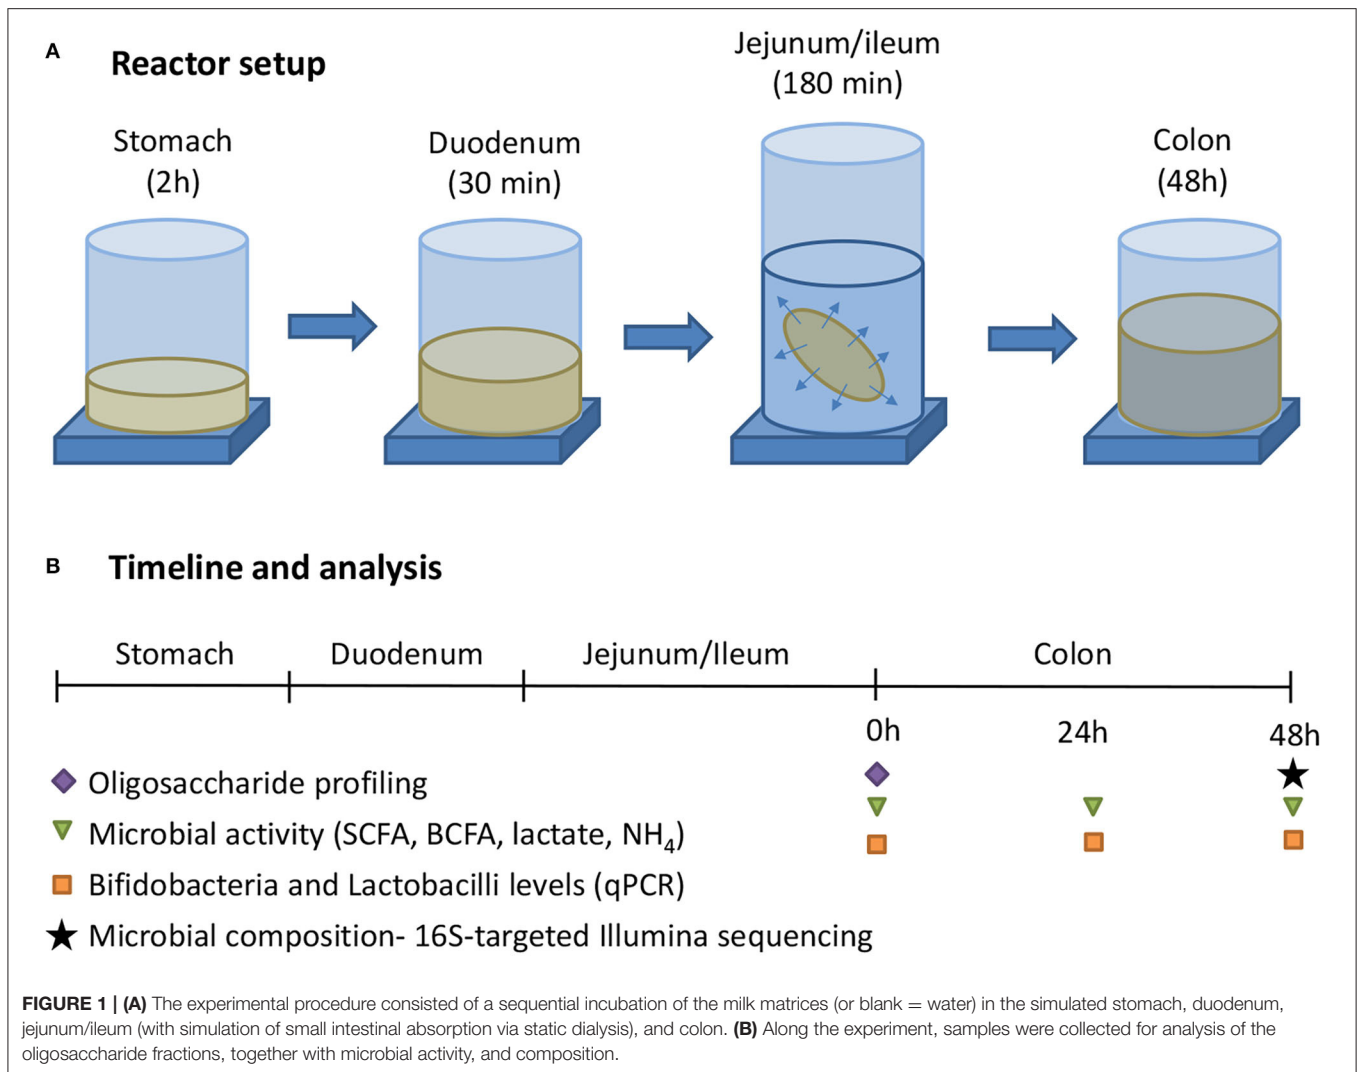 A
Reactor setup
Stomach
(2h)
Duodenum
(30 min)
Jejunum/ileum
(180 min)
Colon
(48h)
B
Timeline and analysis
Stomach
Duodenum
Jejunum/Ileum
Colon
0h
24h
48h
Oligosaccharide profiling
Microbial activity (SCFA, BCFA, lactate, NH₄)
Bifidobacteria and Lactobacilli levels (qPCR)
Microbial composition- 16S-targeted Illumina sequencing
FIGURE 1 | (A) The experimental procedure consisted of a sequential incubation of the milk matrices (or blank = water) in the simulated stomach, duodenum,
jejunum/ileum (with simulation of small intestinal absorption via static dialysis), and colon. (B) Along the experiment, samples were collected for analysis of the
oligosaccharide fractions, together with microbial activity, and composition.